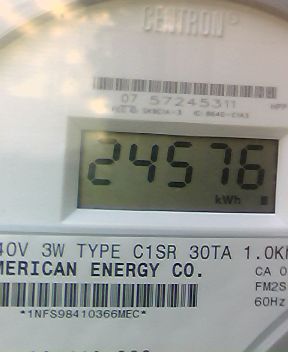 CENTRON
07 57245311
24576
kWh
40V 3W TYPE C1SR 30TA 1.0K
MERICAN ENERGY CO.
CA 0
FM2S
60Hz
*1NFS98410366MEC*